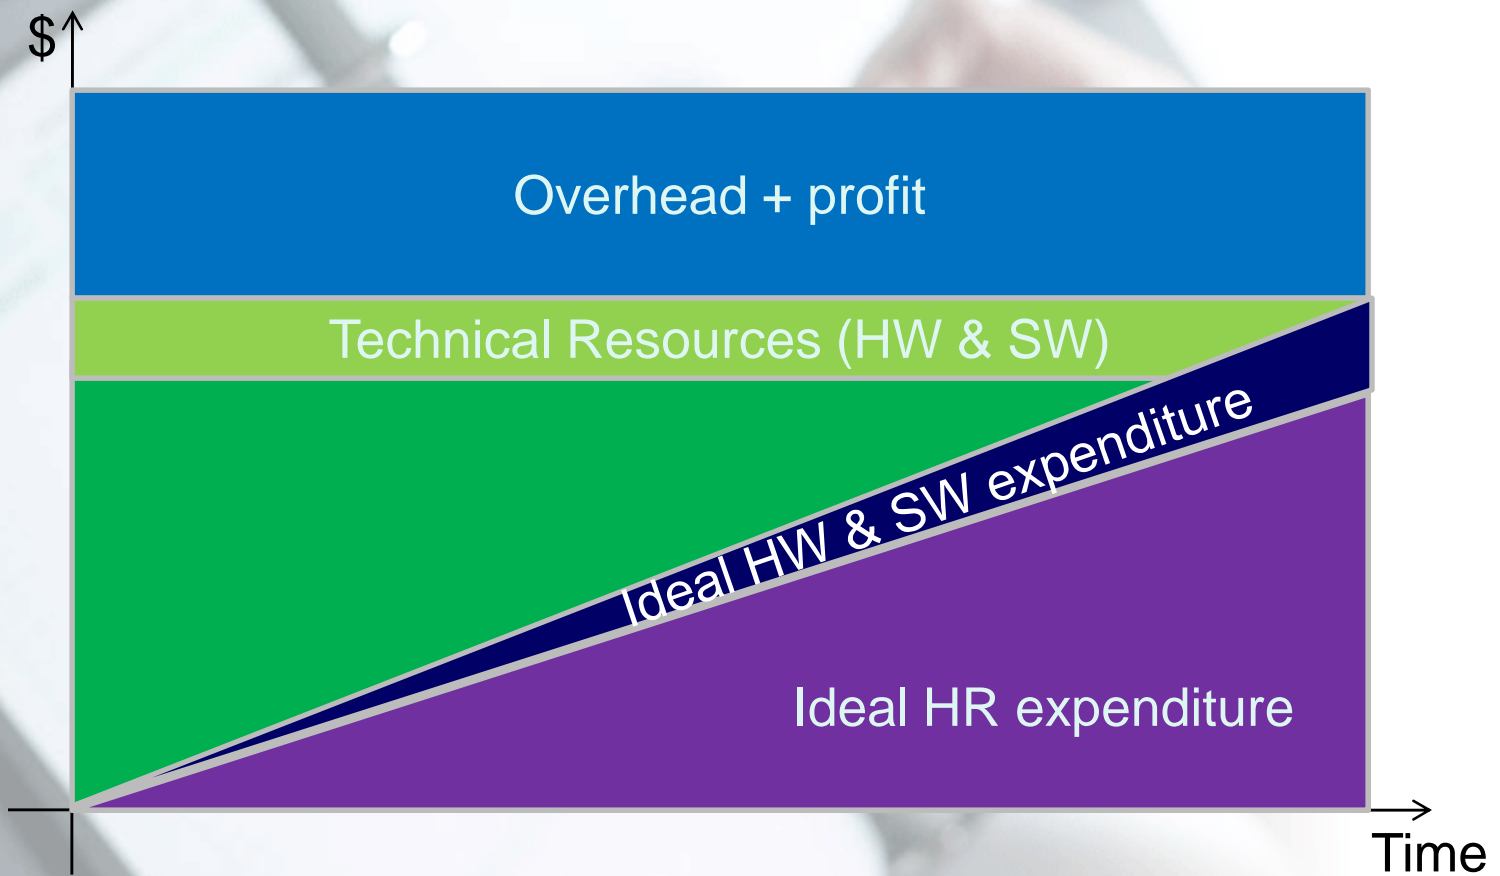 $
Overhead + profit
Technical Resources (HW & SW)
Ideal HW & SW expenditure
Ideal HR expenditure
Time